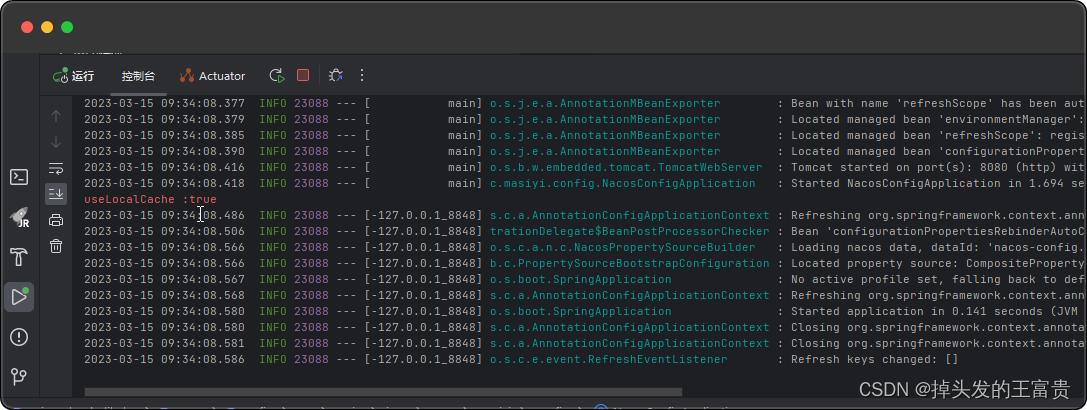 运行 控制台 Actuator
2023-03-15 09:34:08.377 INFO 23088 --- [ main] o.s.j.e.a.AnnotationMBeanExporter : Bean with name 'refreshScope' has been aut
2023-03-15 09:34:08.379 INFO 23088 --- [ main] o.s.j.e.a.AnnotationMBeanExporter : Located managed bean 'environmentManager':
2023-03-15 09:34:08.385 INFO 23088 --- [ main] o.s.j.e.a.AnnotationMBeanExporter : Located managed bean 'refreshScope': regis
2023-03-15 09:34:08.390 INFO 23088 --- [ main] o.s.j.e.a.AnnotationMBeanExporter : Located managed bean 'configurationPropert
2023-03-15 09:34:08.416 INFO 23088 --- [ main] o.s.b.w.embedded.tomcat.TomcatWebServer : Tomcat started on port(s): 8080 (http) wit
2023-03-15 09:34:08.418 INFO 23088 --- [ main] c.masiyi.config.NacosConfigApplication : Started NacosConfigApplication in 1.694 se
useLocalCache :true
2023-03-15 09:34:08.486 INFO 23088 --- [-127.0.0.1_8848] s.c.a.AnnotationConfigApplicationContext : Refreshing org.springframework.context.ann
2023-03-15 09:34:08.506 INFO 23088 --- [-127.0.0.1_8848] trationDelegate$BeanPostProcessorChecker : Bean 'configurationPropertiesRebinderAutoC
2023-03-15 09:34:08.566 INFO 23088 --- [-127.0.0.1_8848] o.s.c.a.n.c.NacosPropertySourceBuilder : Loading nacos data, dataId: 'nacos-config.
2023-03-15 09:34:08.566 INFO 23088 --- [-127.0.0.1_8848] b.c.PropertySourceBootstrapConfiguration : Located property source: CompositeProperty
2023-03-15 09:34:08.567 INFO 23088 --- [-127.0.0.1_8848] o.s.boot.SpringApplication : No active profile set, falling back to def
2023-03-15 09:34:08.568 INFO 23088 --- [-127.0.0.1_8848] s.c.a.AnnotationConfigApplicationContext : Refreshing org.springframework.context.ann
2023-03-15 09:34:08.580 INFO 23088 --- [-127.0.0.1_8848] o.s.boot.SpringApplication : Started application in 0.141 seconds (JVM
2023-03-15 09:34:08.580 INFO 23088 --- [-127.0.0.1_8848] s.c.a.AnnotationConfigApplicationContext : Closing org.springframework.context.annota
2023-03-15 09:34:08.581 INFO 23088 --- [-127.0.0.1_8848] s.c.a.AnnotationConfigApplicationContext : Closing org.springframework.context.annota
2023-03-15 09:34:08.586 INFO 23088 --- [-127.0.0.1_8848] o.s.c.e.event.RefreshEventListener : Refresh keys changed: []
JR
CSDN @掉头发的王富贵